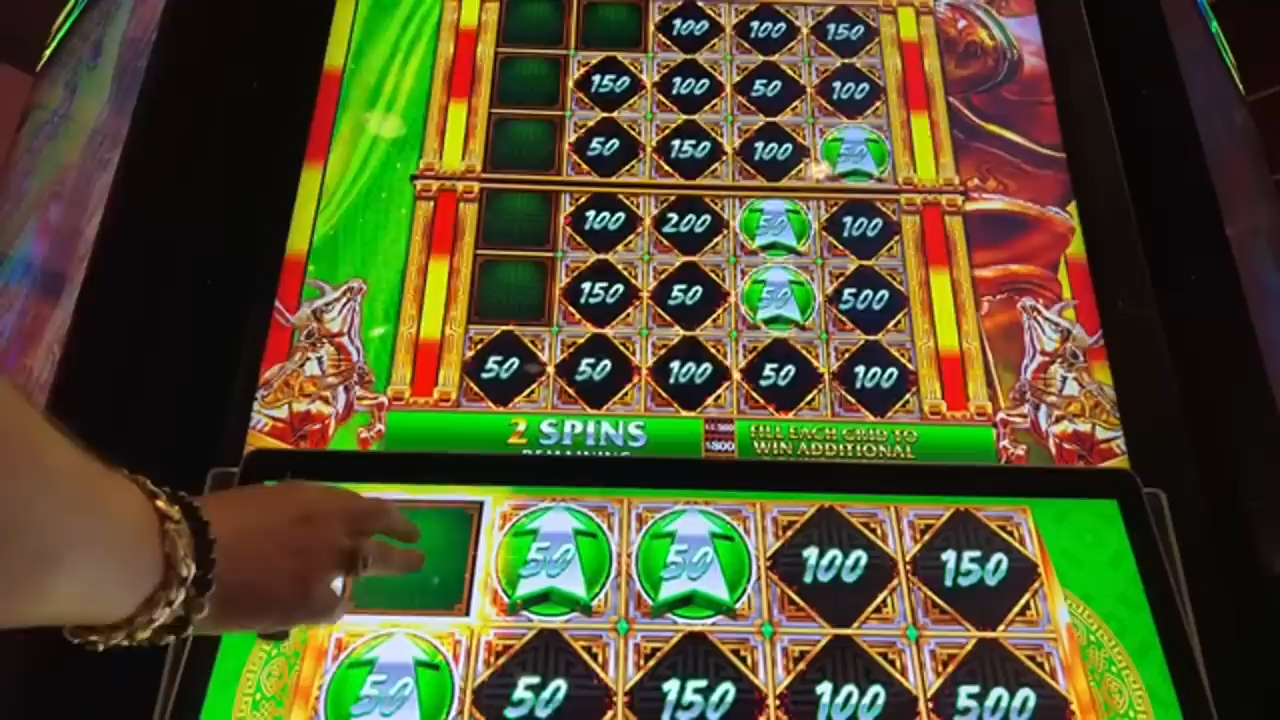 100 100 150
150 100 50 100
50 150 100 50
100 200 50 100
150 50 50 500
50 50 100 50 100
2 SPINS
REMAINING
$800
FILL EACH GRID TO
WIN ADDITIONAL
50 50 100 150
50 50 150 100 500